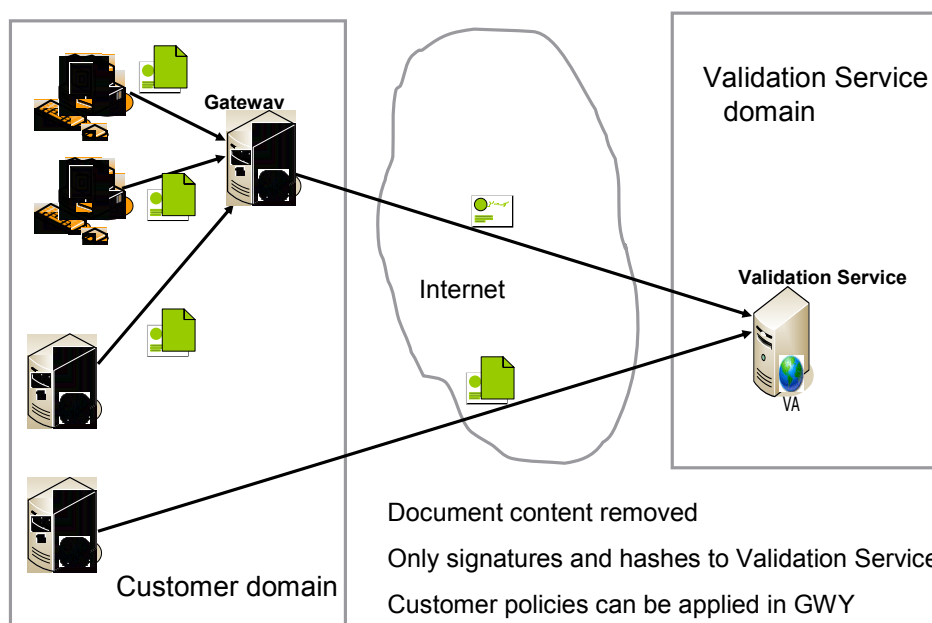 Gateway
Validation Service
domain
Internet
Validation Service
VA
Document content removed
Only signatures and hashes to Validation Service
Customer domain
Customer policies can be applied in GWY